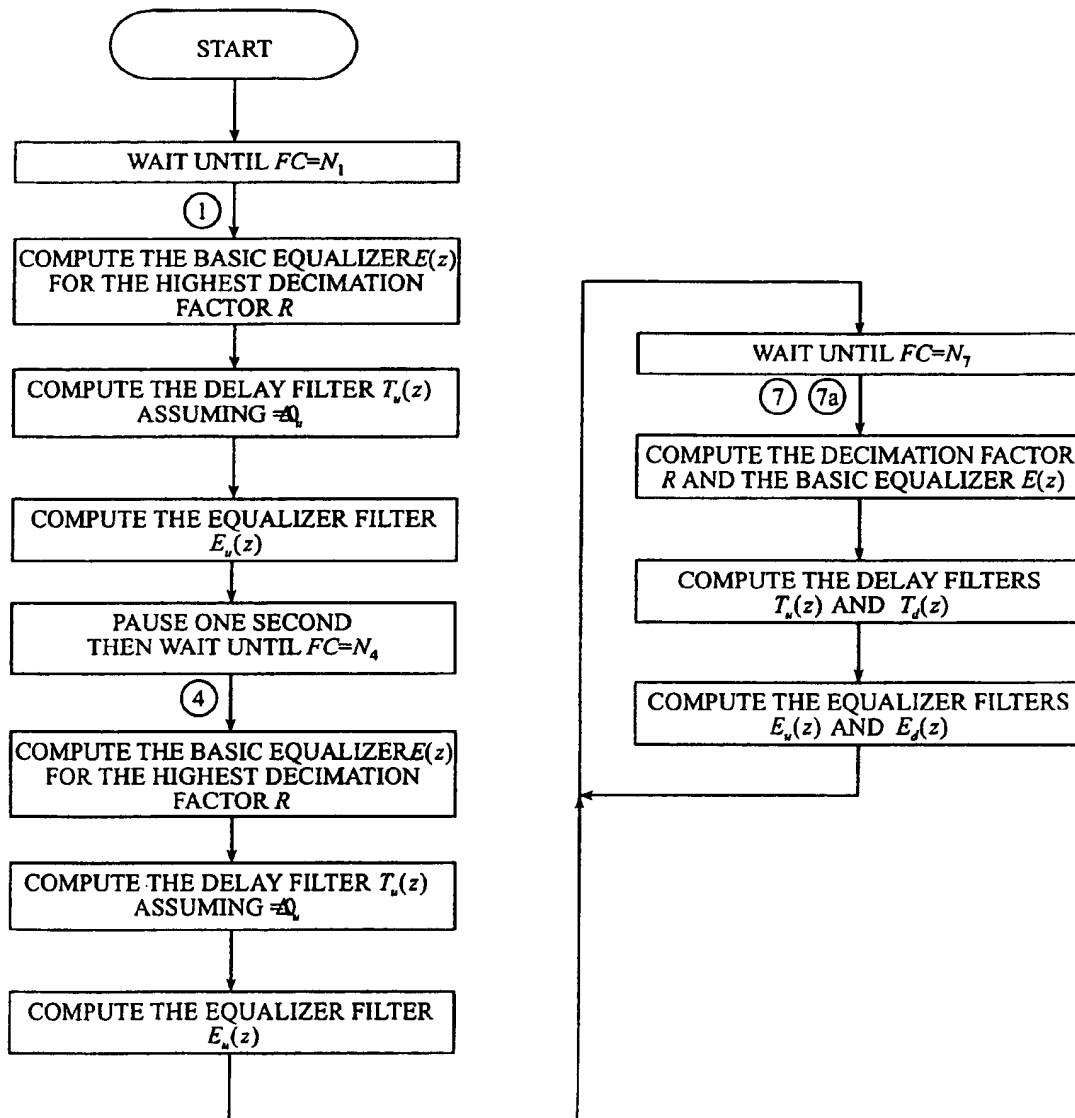 START
WAIT UNTIL FC=N₁
1
COMPUTE THE BASIC EQUALIZER E(z)
FOR THE HIGHEST DECIMATION
FACTOR R
COMPUTE THE DELAY FILTER Tᵤ(z)
ASSUMING
COMPUTE THE EQUALIZER FILTER
Eᵤ(z)
PAUSE ONE SECOND
THEN WAIT UNTIL FC=N₄
4
COMPUTE THE BASIC EQUALIZER E(z)
FOR THE HIGHEST DECIMATION
FACTOR R
COMPUTE THE DELAY FILTER Tᵤ(z)
ASSUMING
COMPUTE THE EQUALIZER FILTER
Eᵤ(z)
WAIT UNTIL FC=N₇
7 7a
COMPUTE THE DECIMATION FACTOR
R AND THE BASIC EQUALIZER E(z)
COMPUTE THE DELAY FILTERS
Tᵤ(z) AND T_d(z)
COMPUTE THE EQUALIZER FILTERS
Eᵤ(z) AND E_d(z)